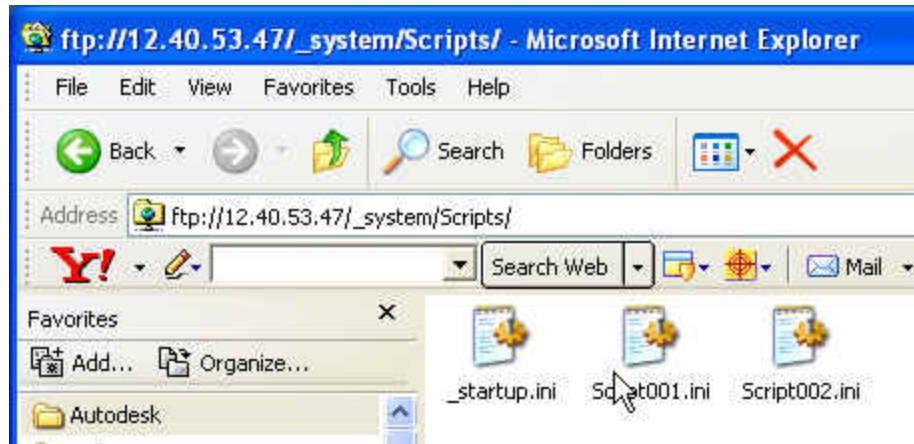 ftp://12.40.53.47/_system/Scripts/ - Microsoft Internet Explorer
File Edit View Favorites Tools Help
Back Search Folders
Address ftp://12.40.53.47/_system/Scripts/
Y! Search Web Mail
Favorites
Add... Organize...
_startup.ini Script001.ini Script002.ini
Autodesk